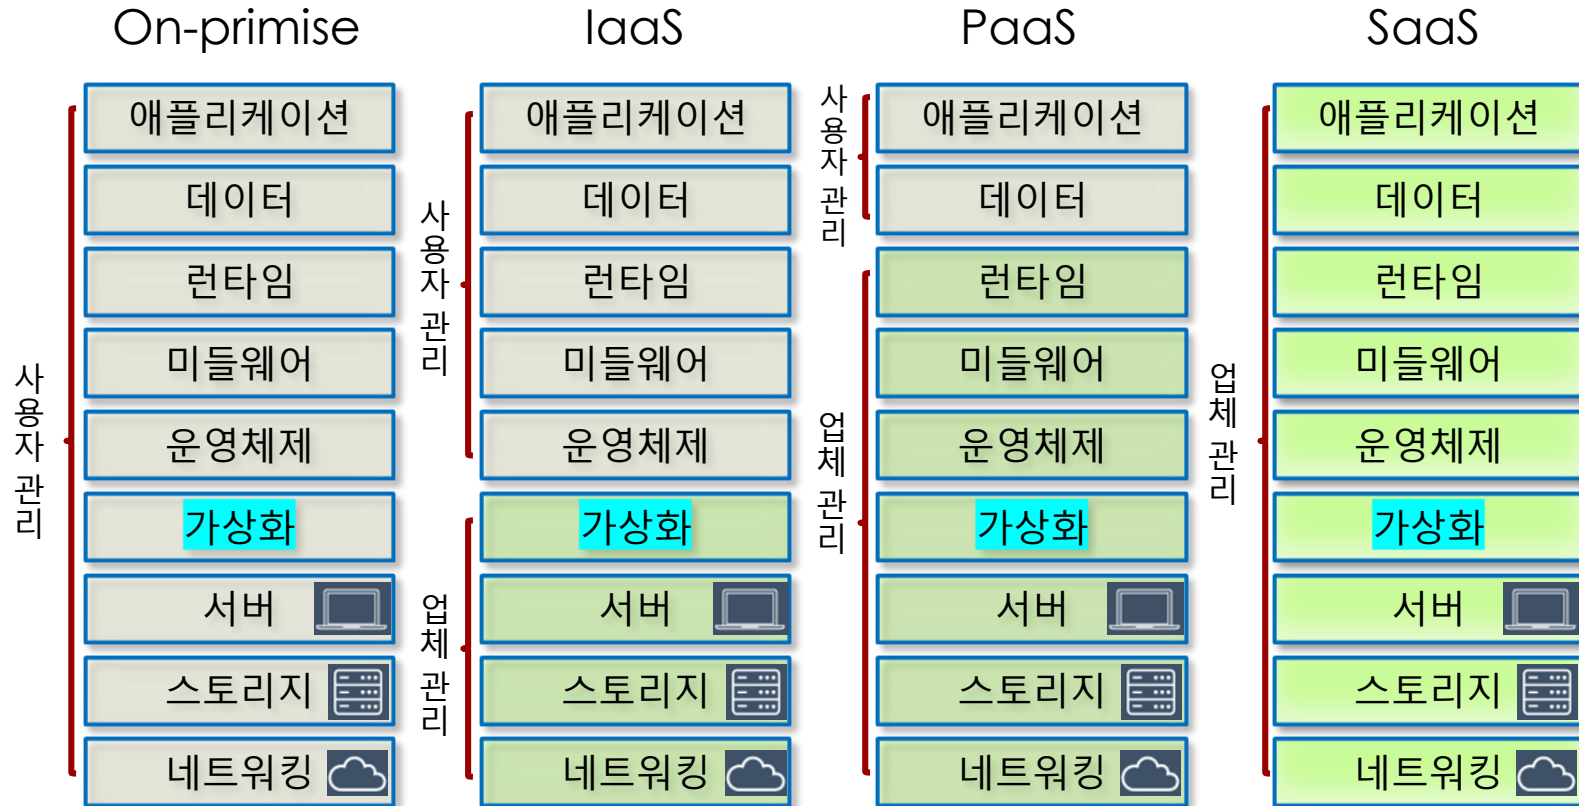 On-primise
IaaS
PaaS
SaaS
사용자 관리
애플리케이션
데이터
런타임
미들웨어
운영체제
가상화
서버
스토리지
네트워킹
사용자 관리
업체 관리
애플리케이션
데이터
런타임
미들웨어
운영체제
가상화
서버
스토리지
네트워킹
사용자 관리
업체 관리
애플리케이션
데이터
런타임
미들웨어
운영체제
가상화
서버
스토리지
네트워킹
업체 관리
애플리케이션
데이터
런타임
미들웨어
운영체제
가상화
서버
스토리지
네트워킹